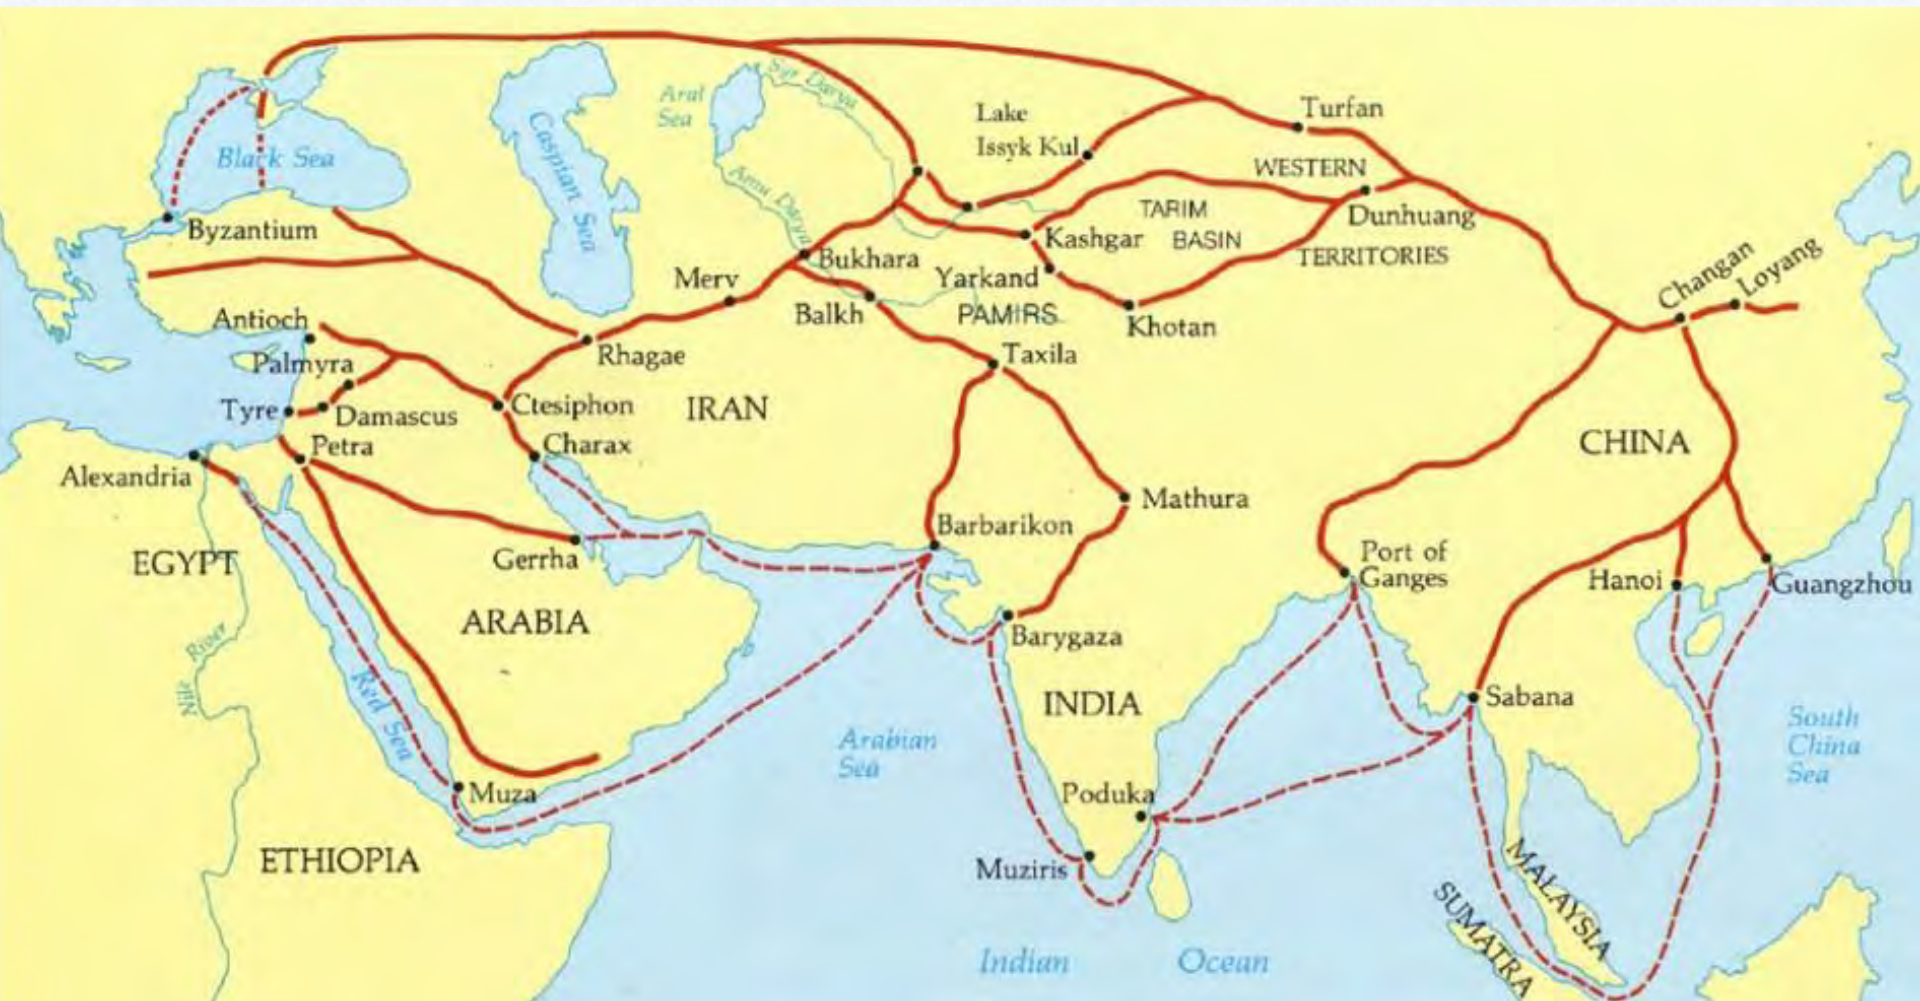 Syr Darya
Aral
Sea
Lake
Issyk Kul
Turfan
Caspian Sea
Black Sea
WESTERN
Amu Darya
TARIM
BASIN
Dunhuang
Byzantium
Kashgar
TERRITORIES
Bukhara
Merv
Yarkand
Changan
Loyang
PAMIRS
Balkh
Khotan
Antioch
Palmyra
Rhagae
Taxila
Tyre
Damascus
Ctesiphon
IRAN
Petra
Charax
CHINA
Alexandria
Mathura
Barbarikon
EGYPT
Gerrha
Port of
Ganges
Hanoi
Guangzhou
ARABIA
Barygaza
Nile River
Red Sea
INDIA
Sabana
Arabian
Sea
South
China
Sea
Muza
Poduka
ETHIOPIA
Muziris
MALAYSIA
SUMATRA
Indian Ocean